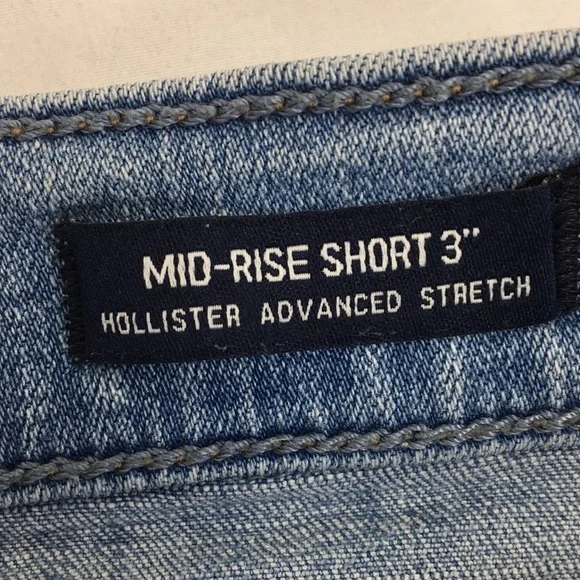 MID-RISE SHORT 3"
HOLLISTER ADVANCED STRETCH